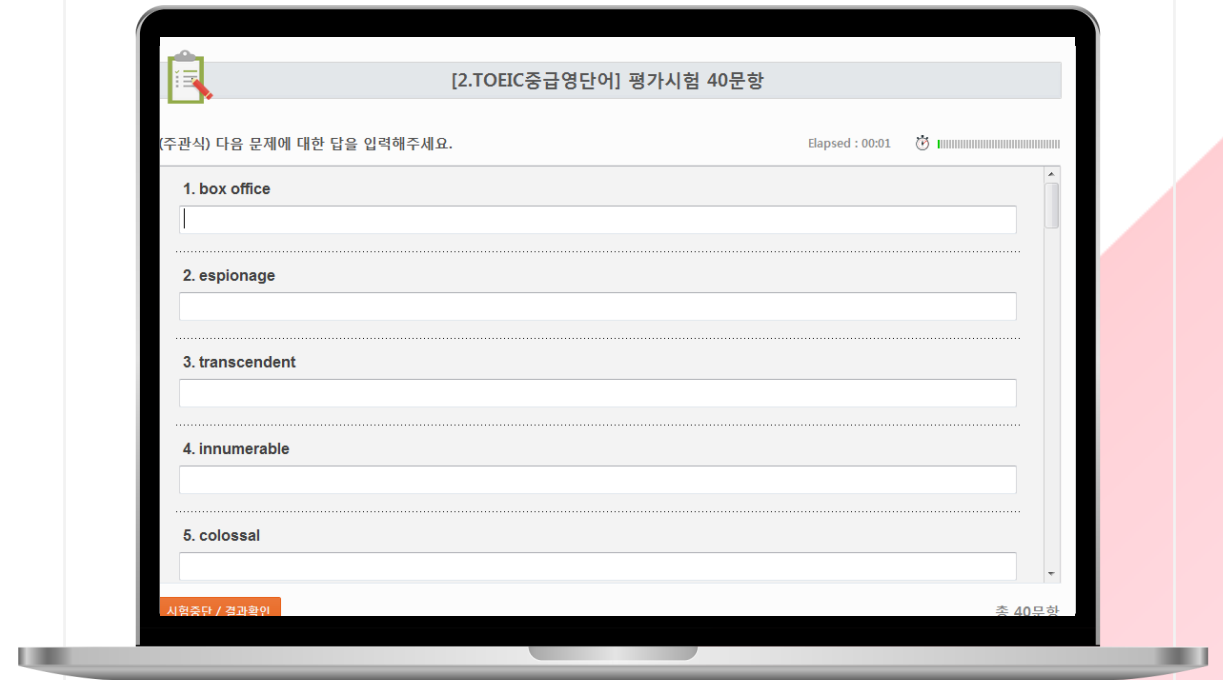 [2.TOEIC중급영단어] 평가시험 40문항
(주관식) 다음 문제에 대한 답을 입력해주세요.
Elapsed : 00:01
1. box office
2. espionage
3. transcendent
4. innumerable
5. colossal
시험중단 / 결과확인
총 40문항